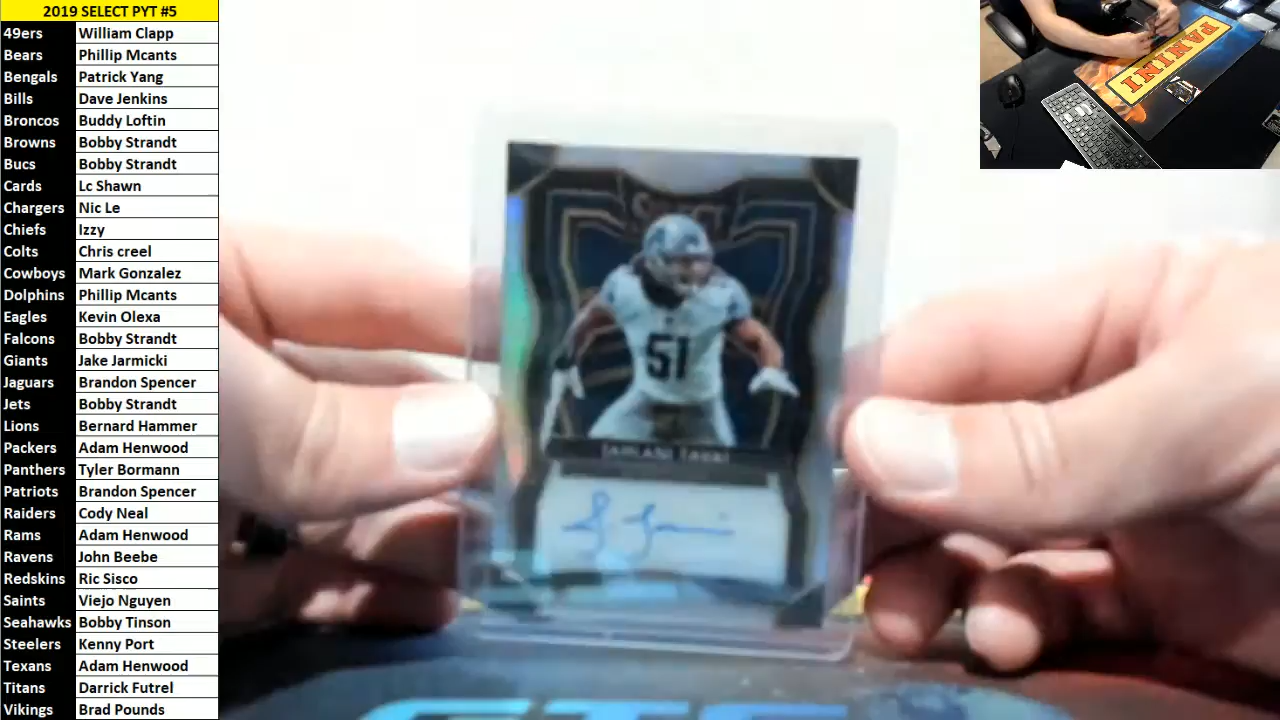 2019 SELECT PYT #5
49ers William Clapp
Bears Phillip Mcants
Bengals Patrick Yang
Bills Dave Jenkins
Broncos Buddy Loftin
Browns Bobby Strandt
Bucs Bobby Strandt
Cards Lc Shawn
Chargers Nic Le
Chiefs Izzy
Colts Chris creel
Cowboys Mark Gonzalez
Dolphins Phillip Mcants
Eagles Kevin Olexa
Falcons Bobby Strandt
Giants Jake Jarmicki
Jaguars Brandon Spencer
Jets Bobby Strandt
Lions Bernard Hammer
Packers Adam Henwood
Panthers Tyler Bormann
Patriots Brandon Spencer
Raiders Cody Neal
Rams Adam Henwood
Ravens John Beebe
Redskins Ric Sisco
Saints Viejo Nguyen
Seahawks Bobby Tinson
Steelers Kenny Port
Texans Adam Henwood
Titans Darrick Futrel
Vikings Brad Pounds
SELECT
51
JAHLANI TAVAI
PANINI